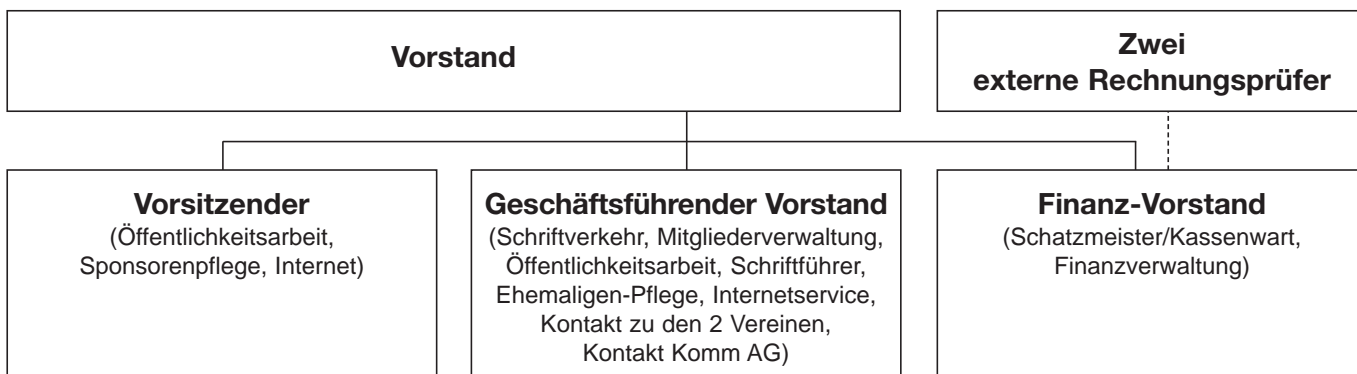 Vorstand
Zwei
externe Rechnungsprüfer
Vorsitzender
(Öffentlichkeitsarbeit,
Sponsorenpflege, Internet)
Geschäftsführender Vorstand
(Schriftverkehr, Mitgliederverwaltung,
Öffentlichkeitsarbeit, Schriftführer,
Ehemaligen-Pflege, Internetservice,
Kontakt zu den 2 Vereinen,
Kontakt Komm AG)
Finanz-Vorstand
(Schatzmeister/Kassenwart,
Finanzverwaltung)